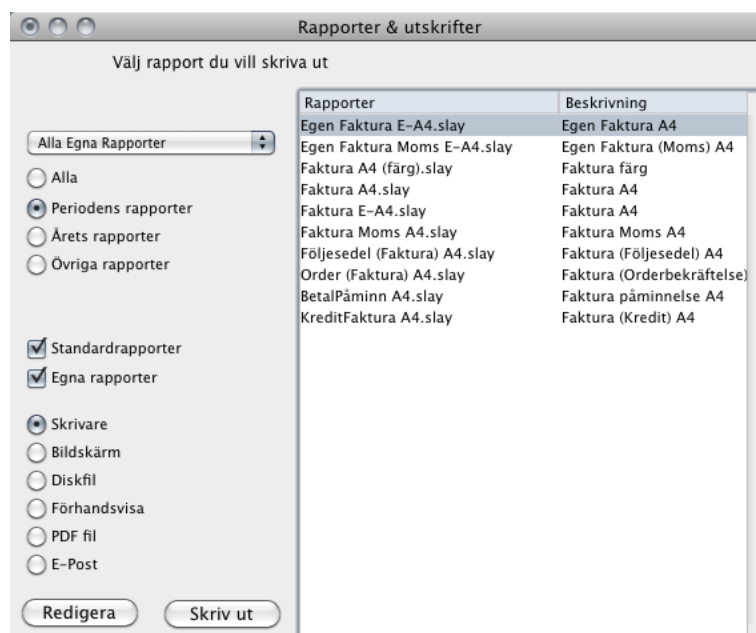 Rapporter & utskrifter
Välj rapport du vill skriva ut
Alla Egna Rapporter
Alla
Periodens rapporter
Årets rapporter
Övriga rapporter
Standardrapporter
Egna rapporter
Skrivare
Bildskärm
Diskfil
Förhandsvisa
PDF fil
E-Post
Redigera Skriv ut
Rapporter Beskrivning
Egen Faktura E-A4.slay Egen Faktura A4
Egen Faktura Moms E-A4.slay Egen Faktura (Moms) A4
Faktura A4 (färg).slay Faktura färg
Faktura A4.slay Faktura A4
Faktura E-A4.slay Faktura A4
Faktura Moms A4.slay Faktura Moms A4
Följesedel (Faktura) A4.slay Faktura (Följesedel) A4
Order (Faktura) A4.slay Faktura (Orderbekräftelse)
BetalPåminn A4.slay Faktura påminnelse A4
KreditFaktura A4.slay Faktura (Kredit) A4